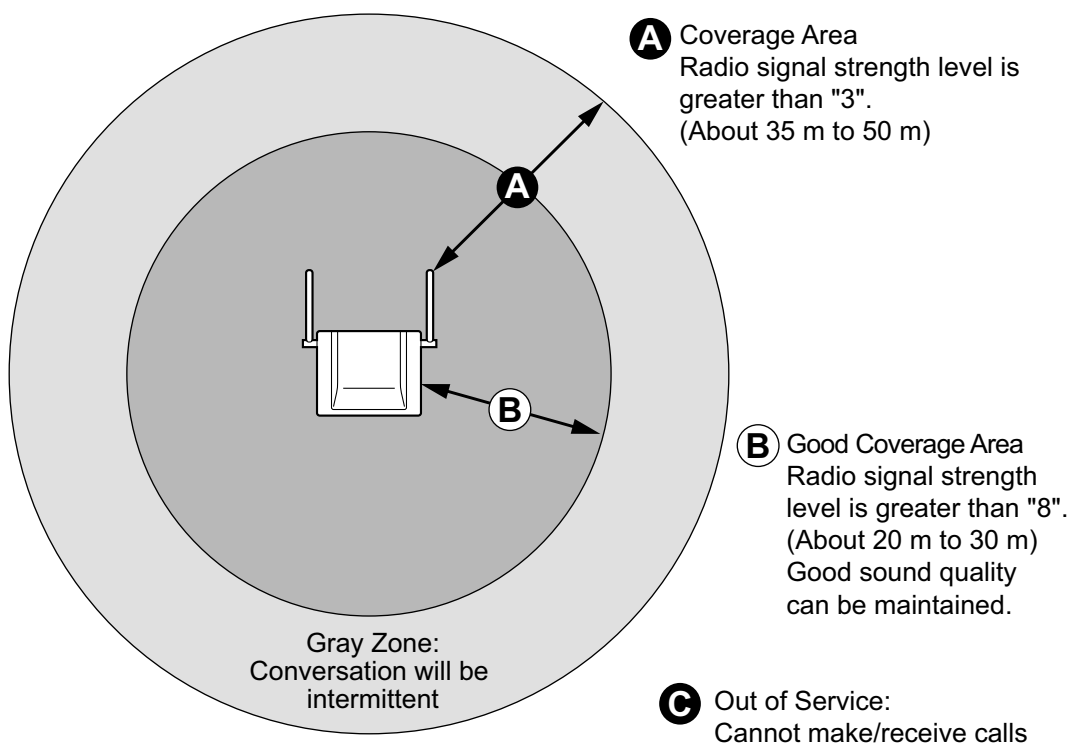 A Coverage Area
Radio signal strength level is
greater than "3".
(About 35 m to 50 m)
A
B
B Good Coverage Area
Radio signal strength
level is greater than "8".
(About 20 m to 30 m)
Good sound quality
can be maintained.
Gray Zone:
Conversation will be
intermittent
C Out of Service:
Cannot make/receive calls